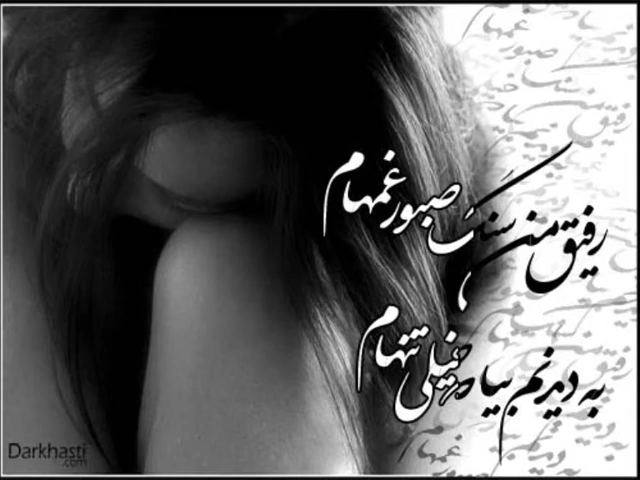 رفیق من سنگ صبور غمهام
به دیدنم بیا که خیلی تنهام
Darkhasti
.com